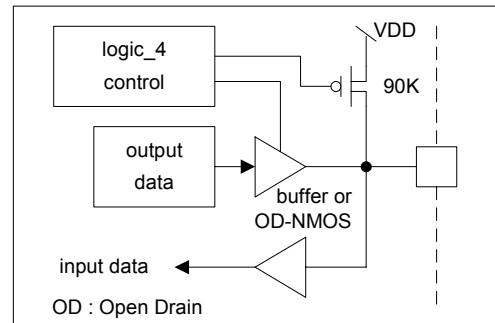 logic_4
control
VDD
90K
output
data
buffer or
OD-NMOS
input data
OD : Open Drain